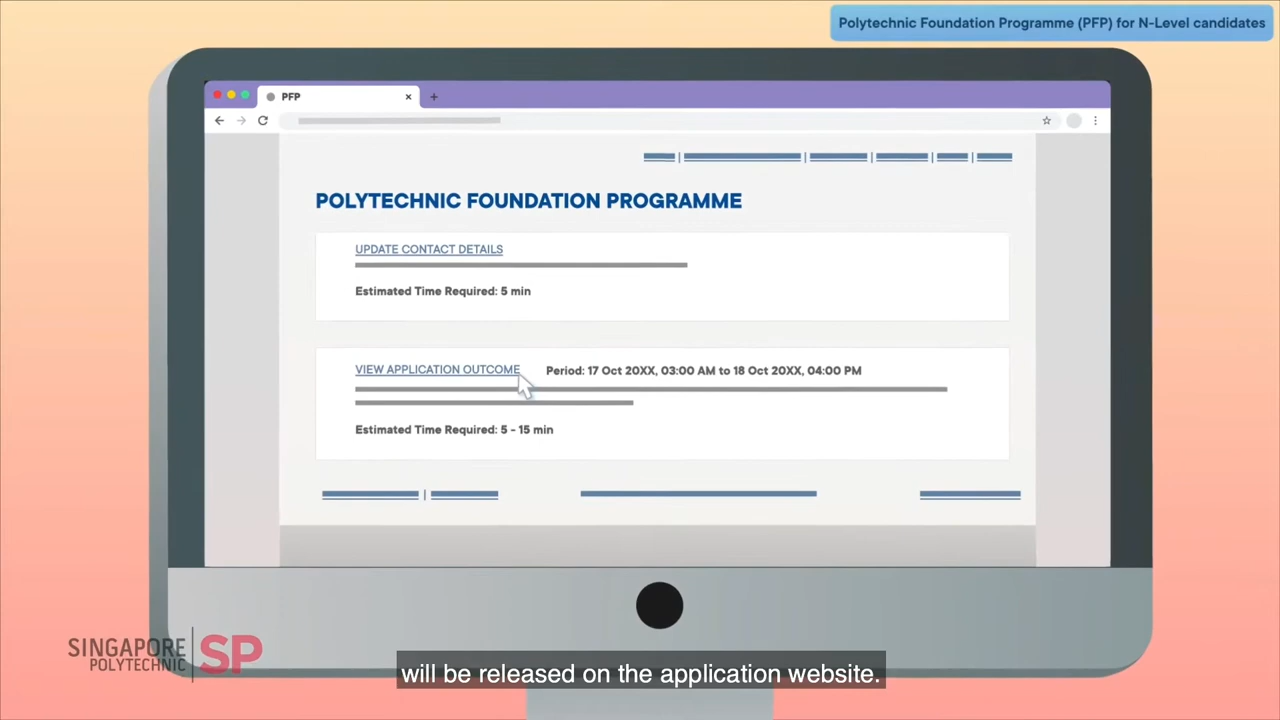 Polytechnic Foundation Programme (PFP) for N-Level candidates
PFP
POLYTECHNIC FOUNDATION PROGRAMME
UPDATE CONTACT DETAILS
Estimated Time Required: 5 min
VIEW APPLICATION OUTCOME Period: 17 Oct 20XX, 03:00 AM to 18 Oct 20XX, 04:00 PM
Estimated Time Required: 5 - 15 min
SINGAPORE
POLYTECHNIC
SP
will be released on the application website.